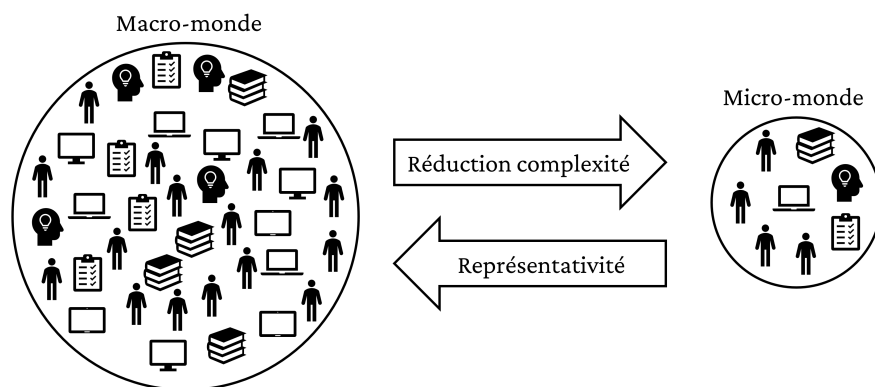 Macro-monde
Micro-monde
Réduction complexité
Représentativité